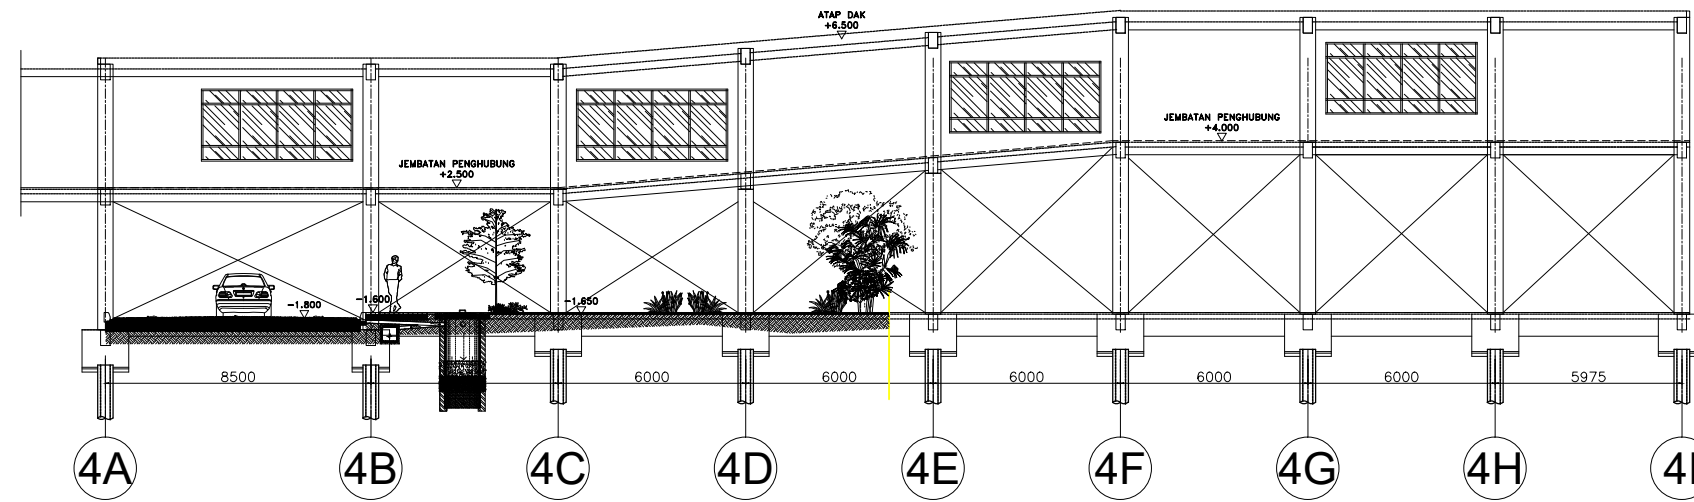 ATAP DAK
+6.500
JEMBATAN PENGHUBUNG
+4.000
JEMBATAN PENGHUBUNG
+2.500
-1.800
-1.600
-1.650
8500
6000
6000
6000
6000
6000
5975
4A
4B
4C
4D
4E
4F
4G
4H